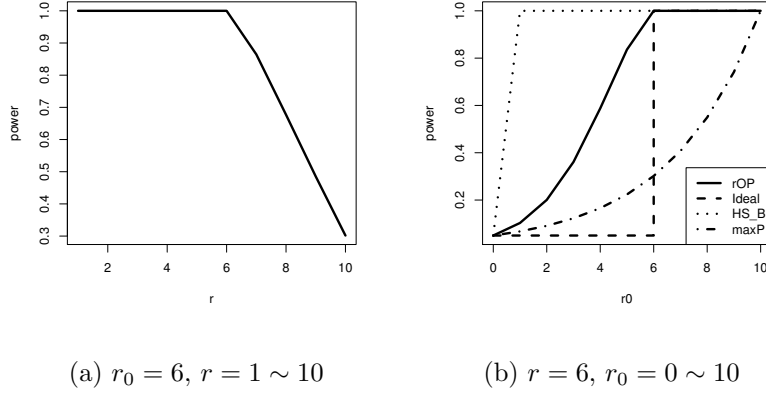 power
1.0
0.9
0.8
0.7
0.6
0.5
0.4
0.3
2 4 6 8 10
r
(a) r₀ = 6, r = 1 ∼ 10
power
1.0
0.8
0.6
0.4
0.2
rOP
Ideal
HS_B
maxP
0 2 4 6 8 10
r0
(b) r = 6, r₀ = 0 ∼ 10